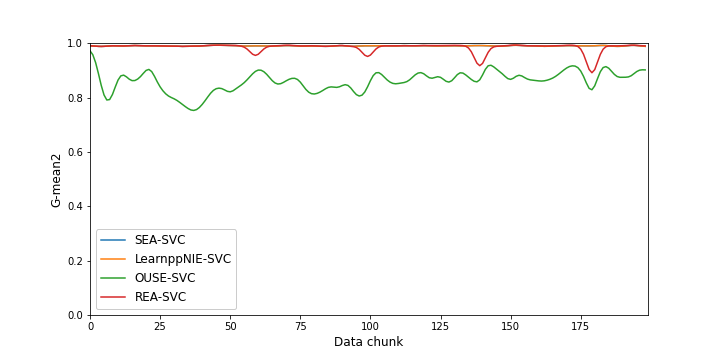 1.0
0.8
0.6
0.4
0.2
0.0
G-mean2
SEA-SVC
LearnppNIE-SVC
OUSE-SVC
REA-SVC
0 25 50 75 100 125 150 175
Data chunk